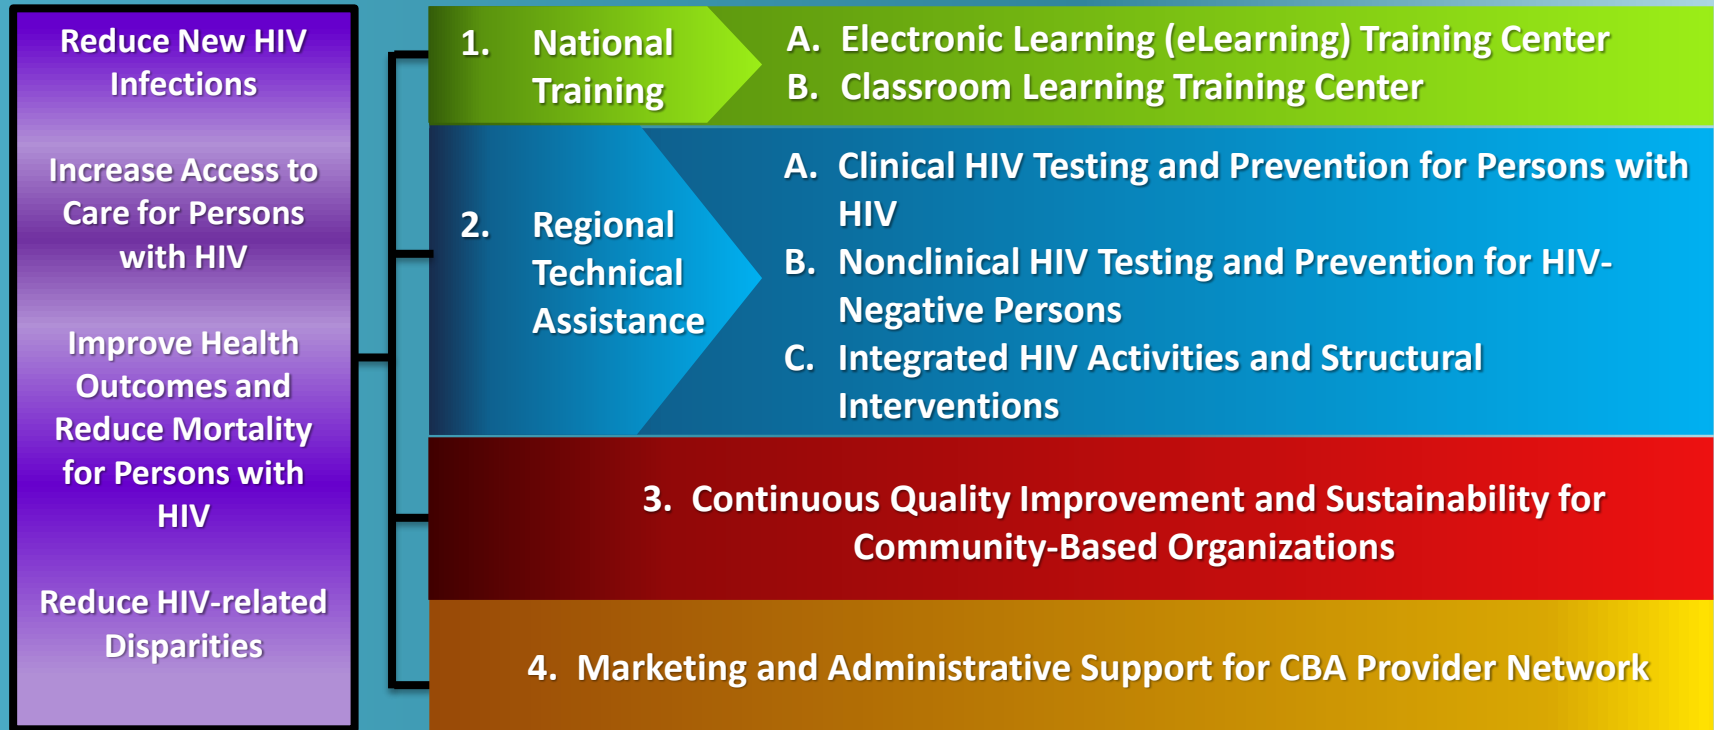 Reduce New HIV
Infections
Increase Access to
Care for Persons
with HIV
Improve Health
Outcomes and
Reduce Mortality
for Persons with
HIV
Reduce HIV-related
Disparities
1. National
Training
A. Electronic Learning (eLearning) Training Center
B. Classroom Learning Training Center
2. Regional
Technical
Assistance
A. Clinical HIV Testing and Prevention for Persons with
HIV
B. Nonclinical HIV Testing and Prevention for HIV-
Negative Persons
C. Integrated HIV Activities and Structural
Interventions
3. Continuous Quality Improvement and Sustainability for
Community-Based Organizations
4. Marketing and Administrative Support for CBA Provider Network